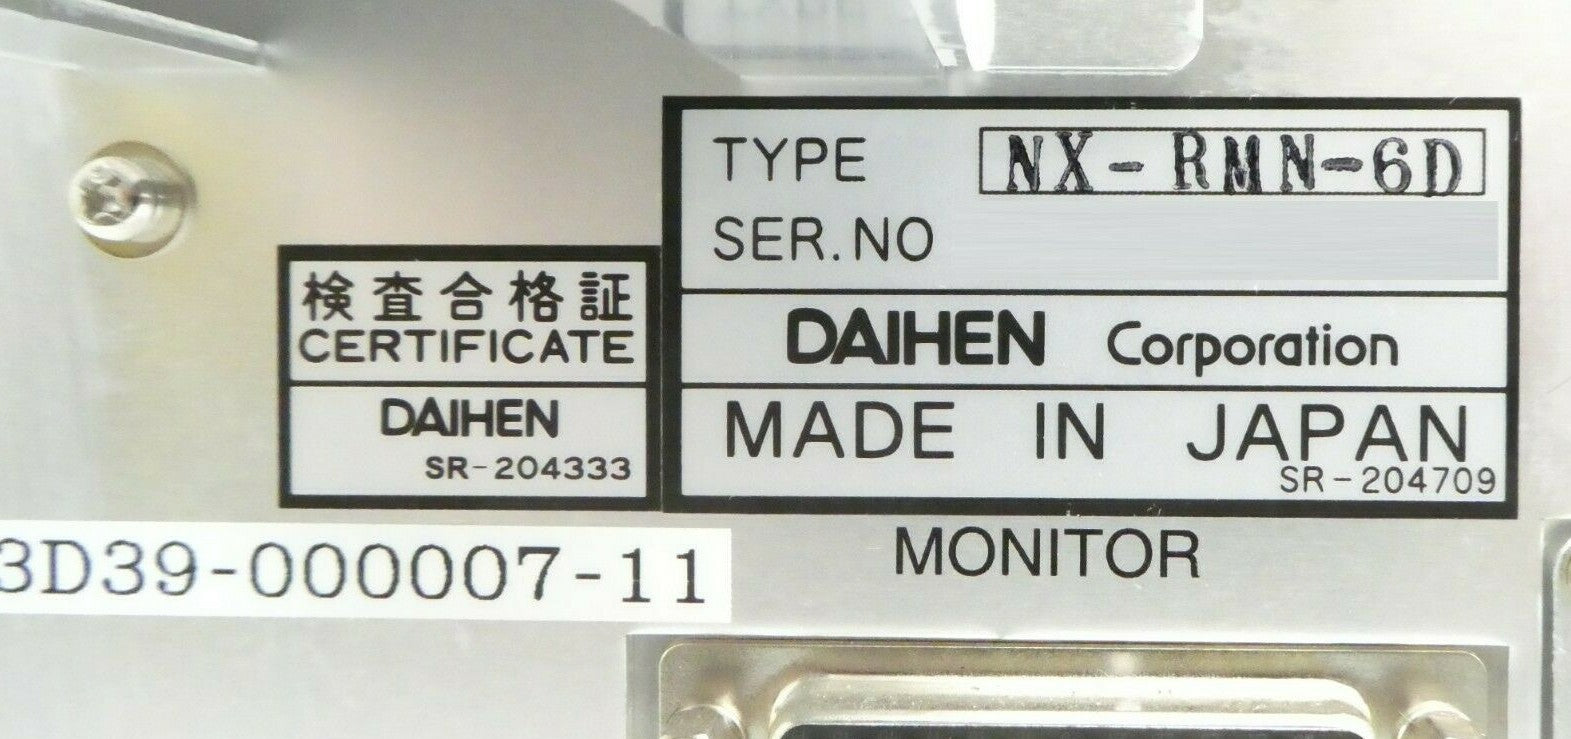 TYPE NX-RMN-6D
SER.NO
DAIHEN Corporation
MADE IN JAPAN
SR-204709
検査合格証
CERTIFICATE
DAIHEN
SR-204333
3D39-000007-11
MONITOR